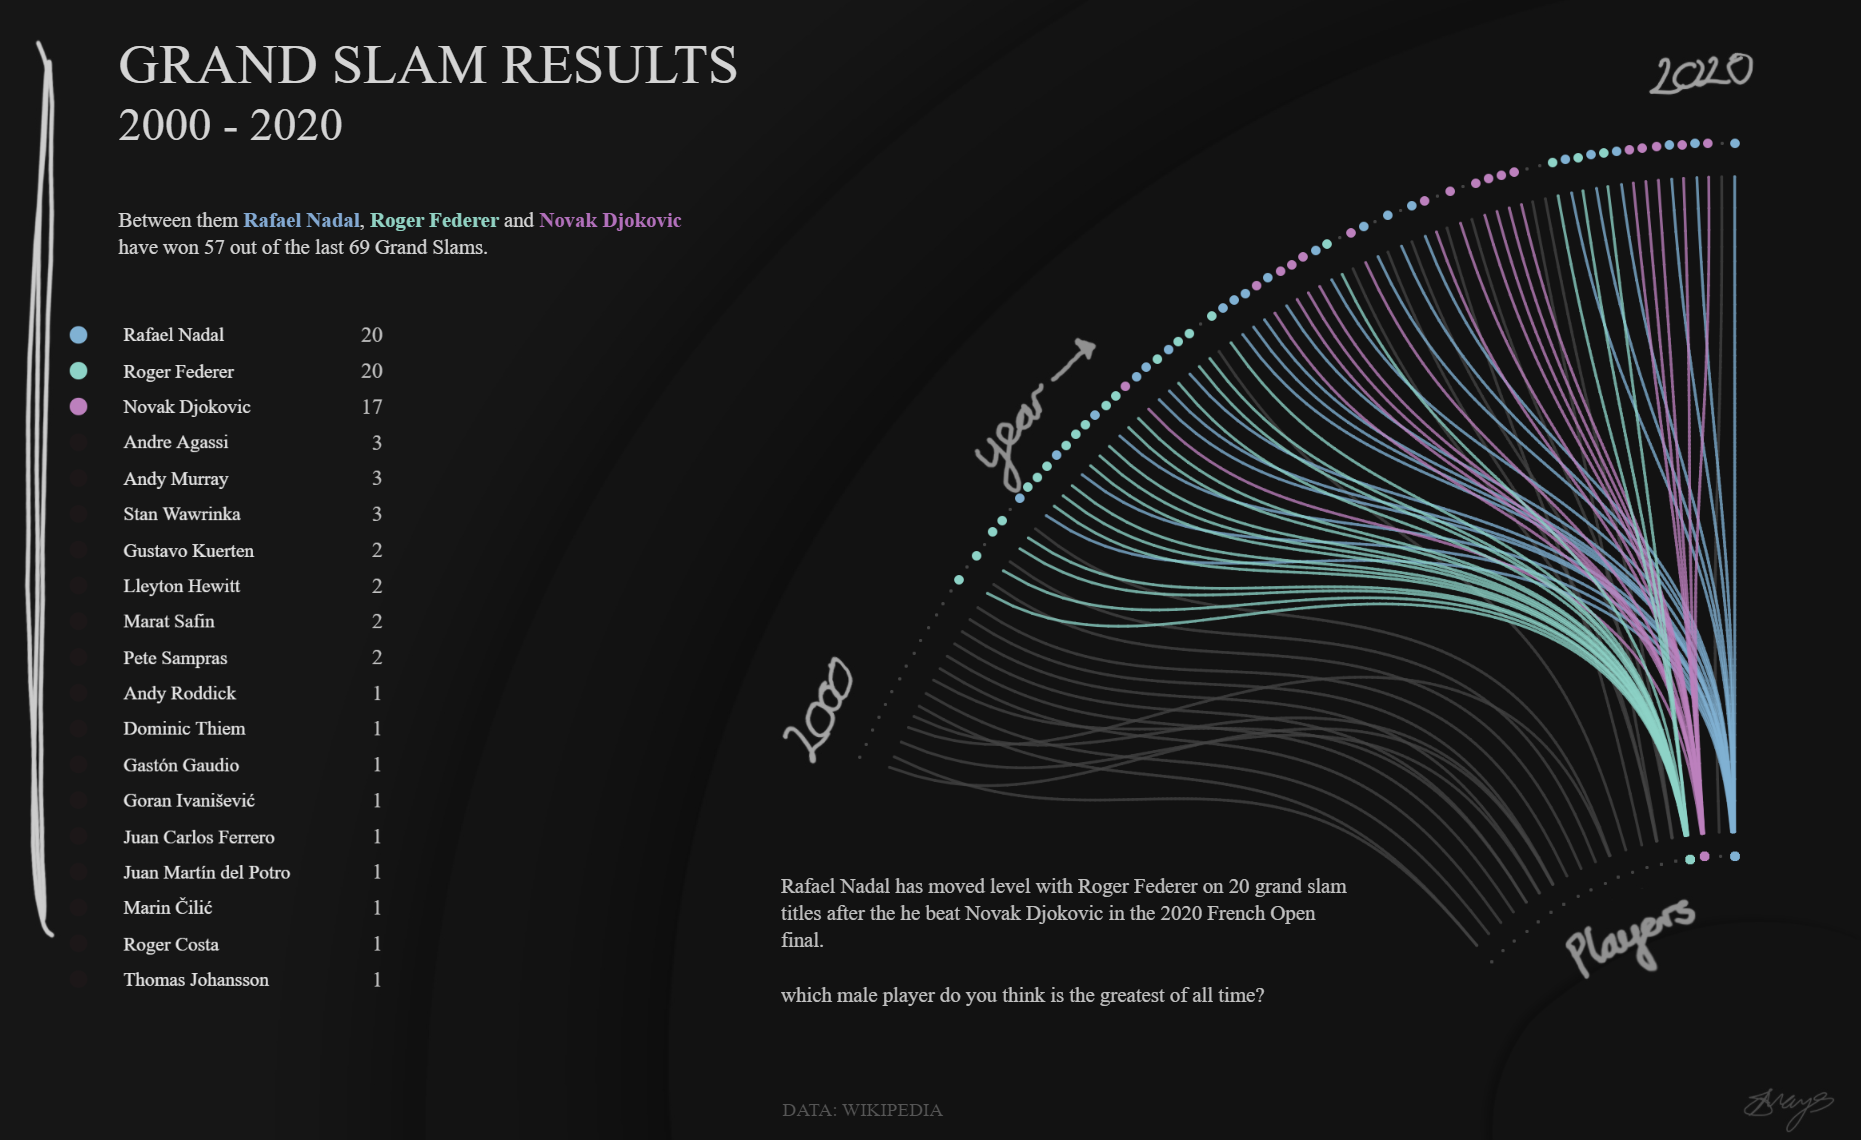 GRAND SLAM RESULTS
2000 - 2020
Between them Rafael Nadal, Roger Federer and Novak Djokovic
have won 57 out of the last 69 Grand Slams.
Rafael Nadal 20
Roger Federer 20
Novak Djokovic 17
Andre Agassi 3
Andy Murray 3
Stan Wawrinka 3
Gustavo Kuerten 2
Lleyton Hewitt 2
Marat Safin 2
Pete Sampras 2
Andy Roddick 1
Dominic Thiem 1
Gastón Gaudio 1
Goran Ivanišević 1
Juan Carlos Ferrero 1
Juan Martín del Potro 1
Marin Čilić 1
Roger Costa 1
Thomas Johansson 1
2020
year
2000
Players
Rafael Nadal has moved level with Roger Federer on 20 grand slam
titles after the he beat Novak Djokovic in the 2020 French Open
final.
which male player do you think is the greatest of all time?
DATA: WIKIPEDIA